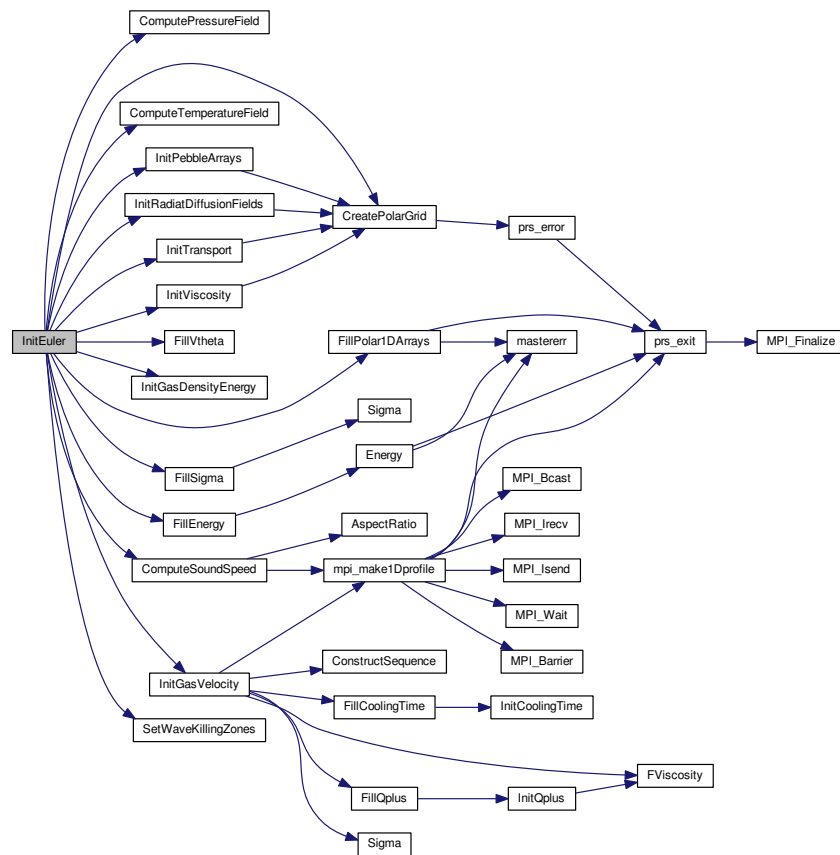 ComputePressureField
ComputeTemperatureField
InitPebbleArrays
InitRadiatDiffusionFields
CreatePolarGrid
prs_error
InitTransport
InitViscosity
InitEuler
FillVtheta
FillPolar1DArrays
mastererr
prs_exit
MPI_Finalize
InitGasDensityEnergy
Sigma
Energy
FillSigma
MPI_Bcast
FillEnergy
AspectRatio
MPI_Irecv
ComputeSoundSpeed
mpi_make1Dprofile
MPI_Isend
MPI_Wait
ConstructSequence
MPI_Barrier
InitGasVelocity
FillCoolingTime
InitCoolingTime
SetWaveKillingZones
FViscosity
FillQplus
InitQplus
Sigma